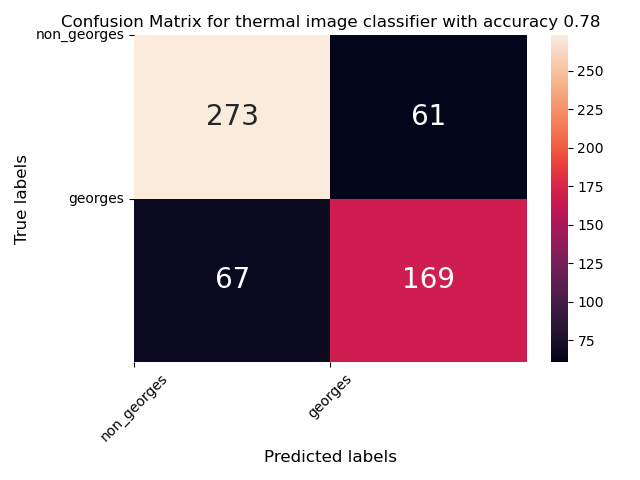 Confusion Matrix for thermal image classifier with accuracy 0.78
non_georges
georges
True labels
273
61
67
169
non_georges
georges
Predicted labels
250
225
200
175
150
125
100
75